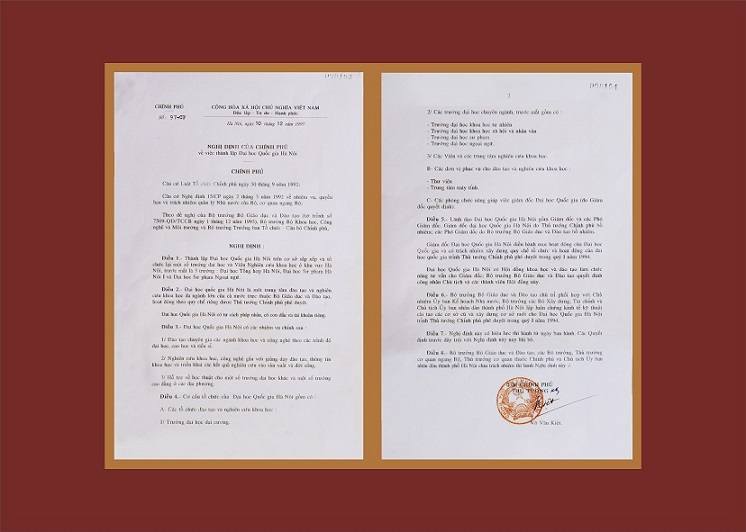 CHÍNH PHỦ
CỘNG HÒA XÃ HỘI CHỦ NGHĨA VIỆT NAM
Độc lập - Tự do - Hạnh phúc
Số: 97-CP
Hà Nội, ngày 10 tháng 12 năm 1993
NGHỊ ĐỊNH CỦA CHÍNH PHỦ
về việc thành lập Đại học Quốc gia Hà Nội
CHÍNH PHỦ
Căn cứ Luật Tổ chức Chính phủ ngày 30 tháng 9 năm 1992;
Căn cứ Nghị định 15/CP ngày 2 tháng 3 năm 1993 về nhiệm vụ, quyền hạn và trách nhiệm quản lý Nhà nước của Bộ, cơ quan ngang Bộ,
Theo đề nghị của Bộ trưởng Bộ Giáo dục và Đào tạo (tờ trình số
7509-QĐ/TCCB ngày 1 tháng 12 năm 1993), Bộ trưởng Bộ Khoa học, Công
nghệ và Môi trường và Bộ trưởng Trưởng ban Tổ chức - Cán bộ Chính phủ,
NGHỊ ĐỊNH :
Điều 1.- Thành lập Đại học Quốc gia Hà Nội trên cơ sở sắp xếp và tổ
chức lại một số trường đại học và Viện Nghiên cứu khoa học ở khu vực Hà
Nội, trước mắt là 3 trường : Đại học Tổng hợp Hà Nội, Đại học Sư phạm Hà Nội
I và Đại học Sư phạm Ngoại ngữ.
Điều 2.- Đại học quốc gia Hà Nội là một trung tâm đào tạo và nghiên
cứu khoa học đa ngành lớn của cả nước trực thuộc Bộ Giáo dục và Đào tạo,
hoạt động theo quy chế riêng được Thủ tướng Chính phủ phê duyệt.
Đại học Quốc gia Hà Nội có tư cách pháp nhân, có con dấu và tài khoản riêng.
Điều 3.- Đại học Quốc gia Hà Nội có các nhiệm vụ chính sau :
1/ Đào tạo chuyên gia các ngành khoa học và công nghệ theo các trình độ
đại học, cao học và tiến sĩ.
2/ Nghiên cứu khoa học, công nghệ gắn với giảng dạy đào tạo, thông tin
khoa học và triển khai các kết quả nghiên cứu vào sản xuất và đời sống.
3/ Hỗ trợ về học thuật cho một số trường đại học khác và một số trường
cao đẳng ở các địa phương.
Điều 4.- Cơ cấu tổ chức của Đại học Quốc gia Hà Nội gồm có :
A- Các tổ chức đào tạo và nghiên cứu khoa học :
1/ Trường đại học đại cương.
2
2/ Các trường đại học chuyên ngành, trước mắt gồm có :
- Trường đại học khoa học tự nhiên
- Trường đại học khoa học xã hội và nhân văn
- Trường đại học sư phạm
- Trường đại học ngoại ngữ.
3/ Các Viện và các trung tâm nghiên cứu khoa học.
B- Các đơn vị phục vụ cho đào tạo và nghiên cứu khoa học :
- Thư viện
- Trung tâm máy tính.
C- Các phòng chức năng giúp việc giám đốc Đại học Quốc gia (do Giám
đốc quyết định).
Điều 5.- Lãnh đạo Đại học Quốc gia Hà Nội gồm Giám đốc và các Phó
Giám đốc. Giám đốc Đại học Quốc gia Hà Nội do Thủ tướng Chính phủ bổ
nhiệm; các Phó Giám đốc do Bộ trưởng Bộ Giáo dục và Đào tạo bổ nhiệm.
Giám đốc Đại học Quốc gia Hà Nội điều hành mọi hoạt động của Đại học
Quốc gia và có trách nhiệm xây dựng quy chế tổ chức và hoạt động của đại
học quốc gia trình Thủ tướng Chính phủ phê duyệt trong quý I năm 1994.
Đại học Quốc gia Hà Nội có Hội đồng khoa học và đào tạo làm chức
năng tư vấn cho Giám đốc; Bộ trưởng Bộ Giáo dục và Đào tạo quyết định
công nhận Chủ tịch và các thành viên Hội đồng này.
Điều 6.- Bộ trưởng Bộ Giáo dục và Đào tạo chủ trì phối hợp với Chủ
nhiệm Ủy ban Kế hoạch Nhà nước, Bộ trưởng các Bộ Xây dựng, Tài chính và
Chủ tịch Ủy ban nhân dân thành phố Hà Nội lập luận chứng kinh tế kỹ thuật
cải tạo các cơ sở cũ và xây dựng cơ sở mới cho Đại học Quốc gia Hà Nội
trình Thủ tướng Chính phủ phê duyệt trong quý I năm 1994.
Điều 7.- Nghị định này có hiệu lực thi hành từ ngày ban hành. Các Quyết
định trước đây trái với Nghị định này nay bãi bỏ.
Điều 8.- Bộ trưởng Bộ Giáo dục và Đào tạo, các Bộ trưởng, Thủ trưởng
cơ quan ngang Bộ, Thủ trưởng cơ quan thuộc Chính phủ và Chủ tịch Ủy ban
nhân dân thành phố Hà Nội chịu trách nhiệm thi hành Nghị định này ./.
TM CHÍNH PHỦ
THỦ TƯỚNG
Võ Văn Kiệt